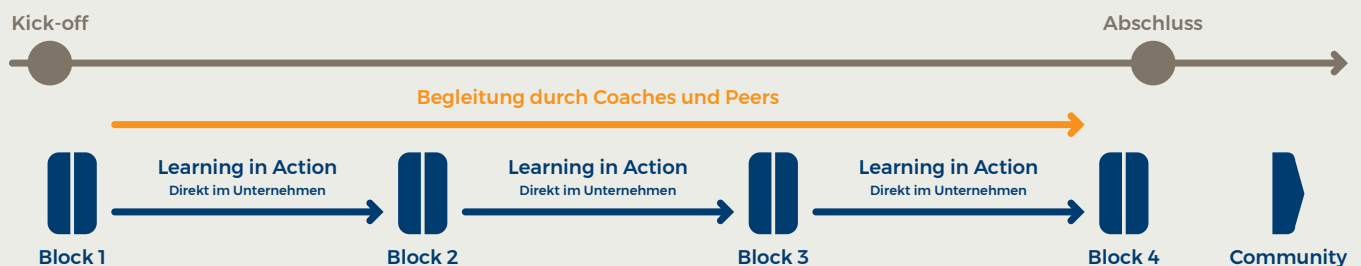 Kick-off
Abschluss
Begleitung durch Coaches und Peers
Learning in Action
Direkt im Unternehmen
Learning in Action
Direkt im Unternehmen
Learning in Action
Direkt im Unternehmen
Block 1
Block 2
Block 3
Block 4
Community